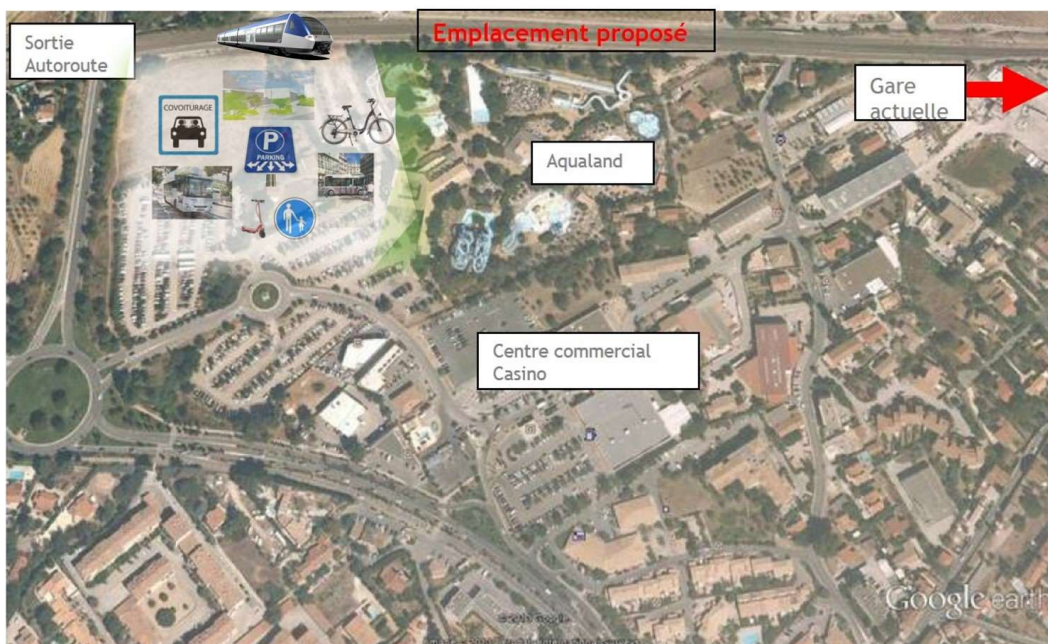 Sortie
Autoroute
Emplacement proposé
Gare
actuelle
COVOITURAGE
P
PARKING
Aqualand
Centre commercial
Casino
Google earth